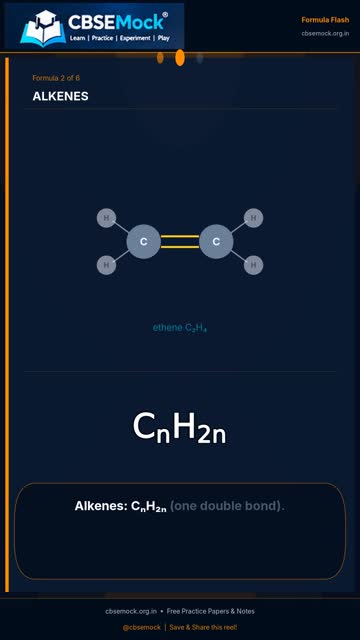 CBSEMock®
Learn | Practice | Experiment | Play
Formula Flash
cbsemock.org.in
Formula 2 of 6
ALKENES
H H
C C
H H
ethene C₂H₄
CₙH₂ₙ
Alkenes: CₙH₂ₙ (one double bond).
cbsemock.org.in • Free Practice Papers & Notes
@cbsemock | Save & Share this reel!